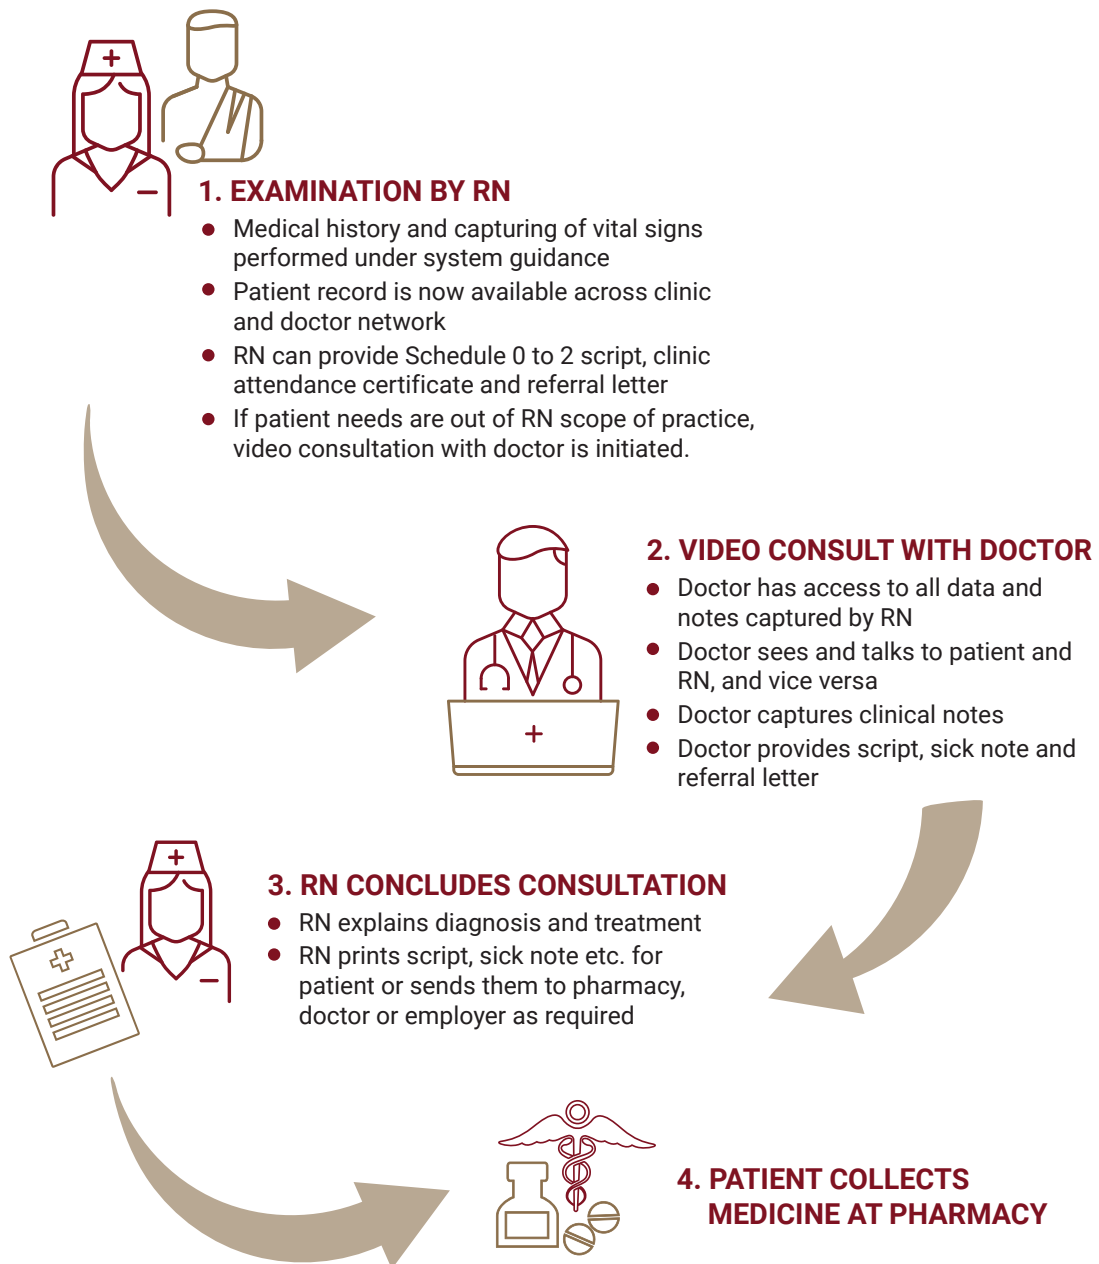 1. EXAMINATION BY RN
• Medical history and capturing of vital signs
performed under system guidance
• Patient record is now available across clinic
and doctor network
• RN can provide Schedule 0 to 2 script, clinic
attendance certificate and referral letter
• If patient needs are out of RN scope of practice,
video consultation with doctor is initiated.
2. VIDEO CONSULT WITH DOCTOR
• Doctor has access to all data and
notes captured by RN
• Doctor sees and talks to patient and
RN, and vice versa
• Doctor captures clinical notes
• Doctor provides script, sick note and
referral letter
3. RN CONCLUDES CONSULTATION
• RN explains diagnosis and treatment
• RN prints script, sick note etc. for
patient or sends them to pharmacy,
doctor or employer as required
4. PATIENT COLLECTS
MEDICINE AT PHARMACY